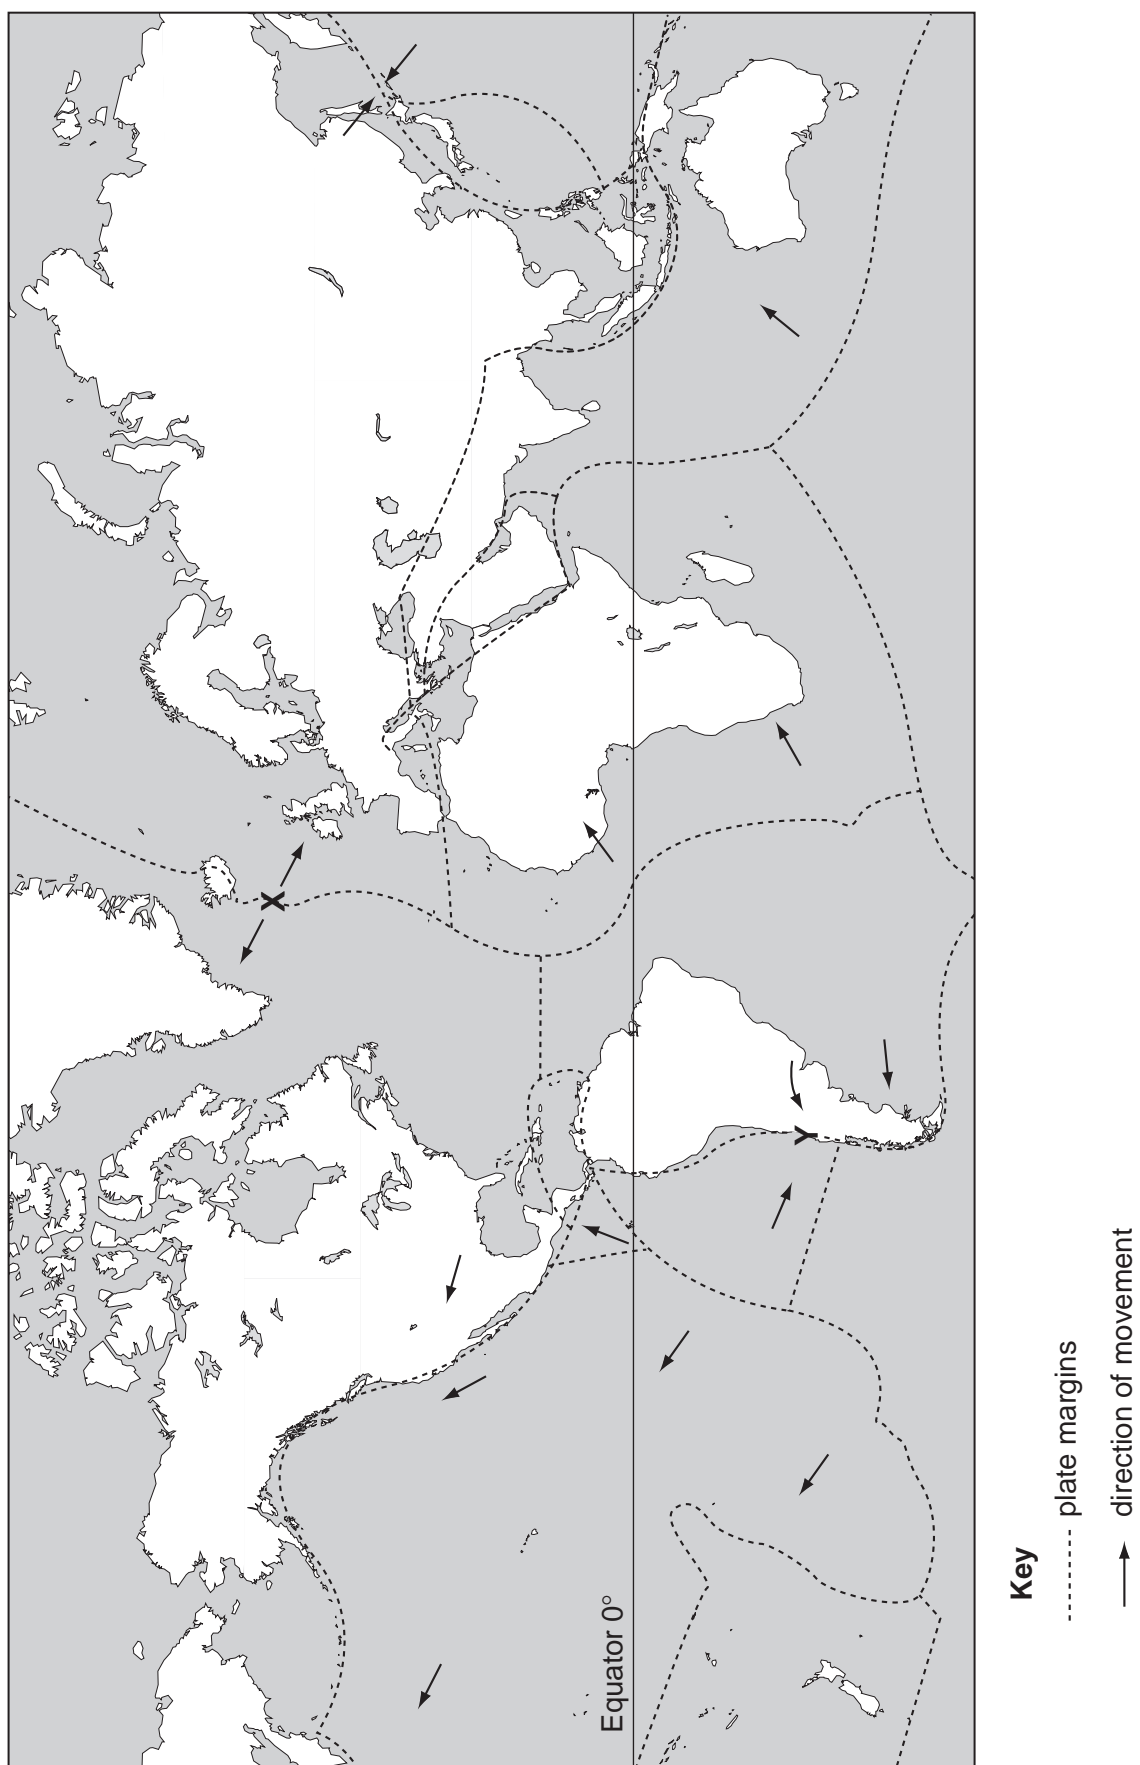 X
Y
Equator 0°
Key
plate margins
direction of movement